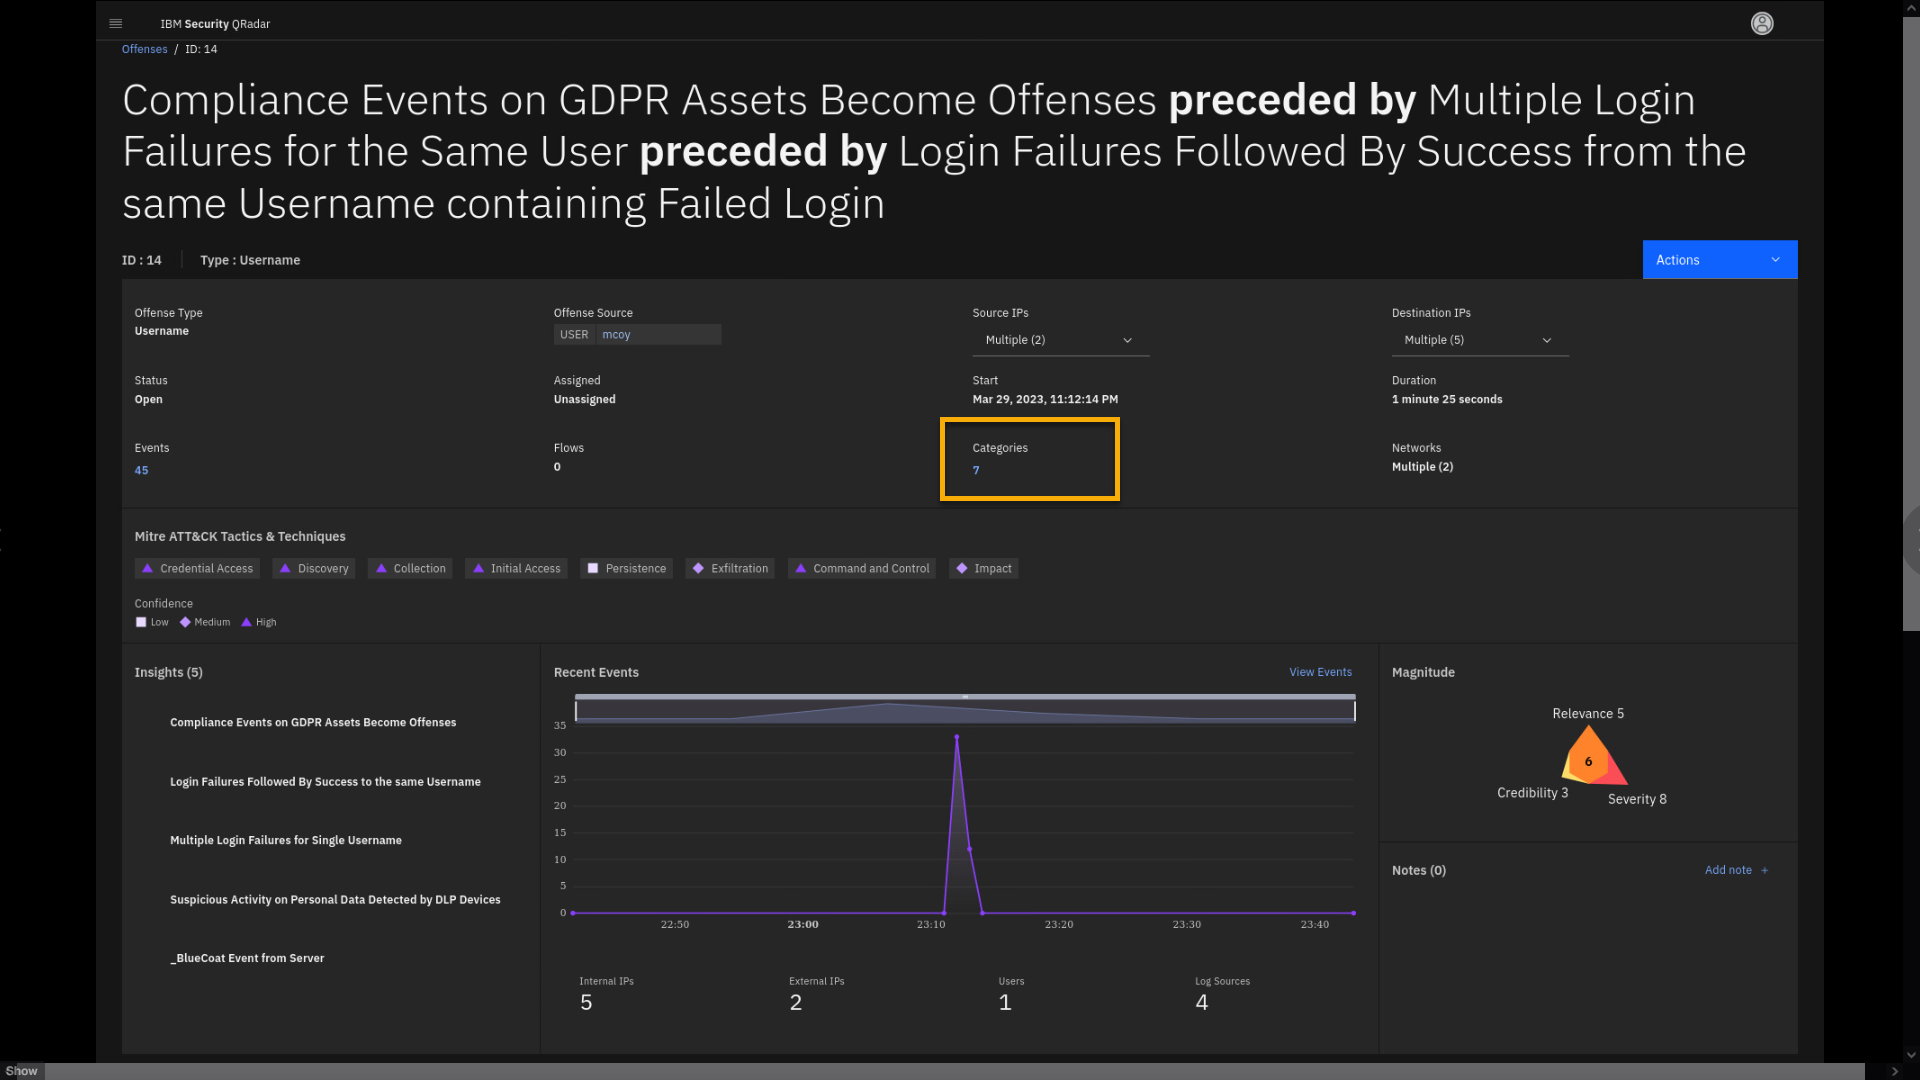 IBM Security QRadar
Offenses / ID: 14
Compliance Events on GDPR Assets Become Offenses preceded by Multiple Login
Failures for the Same User preceded by Login Failures Followed By Success from the
same Username containing Failed Login
ID : 14 Type : Username
Actions
Offense Type
Username
Offense Source
USER mcoy
Source IPs
Multiple (2)
Destination IPs
Multiple (5)
Status
Open
Assigned
Unassigned
Start
Mar 29, 2023, 11:12:14 PM
Duration
1 minute 25 seconds
Events
45
Flows
0
Categories
7
Networks
Multiple (2)
Mitre ATT&CK Tactics & Techniques
Credential Access Discovery Collection Initial Access Persistence Exfiltration Command and Control Impact
Confidence
Low Medium High
Insights (5)
Compliance Events on GDPR Assets Become Offenses
Login Failures Followed By Success to the same Username
Multiple Login Failures for Single Username
Suspicious Activity on Personal Data Detected by DLP Devices
_BlueCoat Event from Server
Recent Events
View Events
35
30
25
20
15
10
5
0
22:50 23:00 23:10 23:20 23:30 23:40
Internal IPs
5
External IPs
2
Users
1
Log Sources
4
Magnitude
Relevance 5
6
Credibility 3
Severity 8
Notes (0)
Add note +
Show